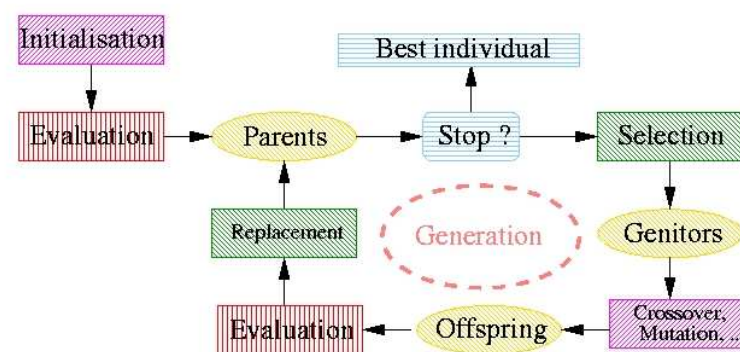 Initialisation
Best individual
Evaluation
Parents
Stop ?
Selection
Replacement
Generation
Genitors
Evaluation
Offspring
Crossover,
Mutation, ...